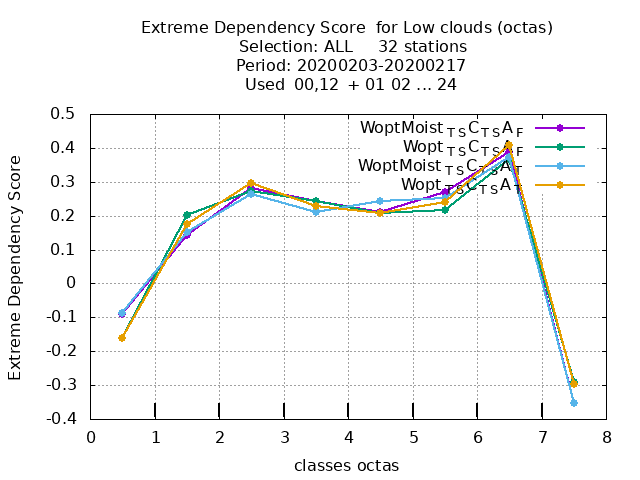 Extreme Dependency Score for Low clouds (octas)
Selection: ALL 32 stations
Period: 20200203-20200217
Used 00,12 + 01 02 ... 24
WoptMoist TS CTS A F
Wopt TS CTS A F
WoptMoist TS CTS A T
Wopt TS CTS A T
Extreme Dependency Score
0.5
0.4
0.3
0.2
0.1
0
-0.1
-0.2
-0.3
-0.4
0 1 2 3 4 5 6 7 8
classes octas